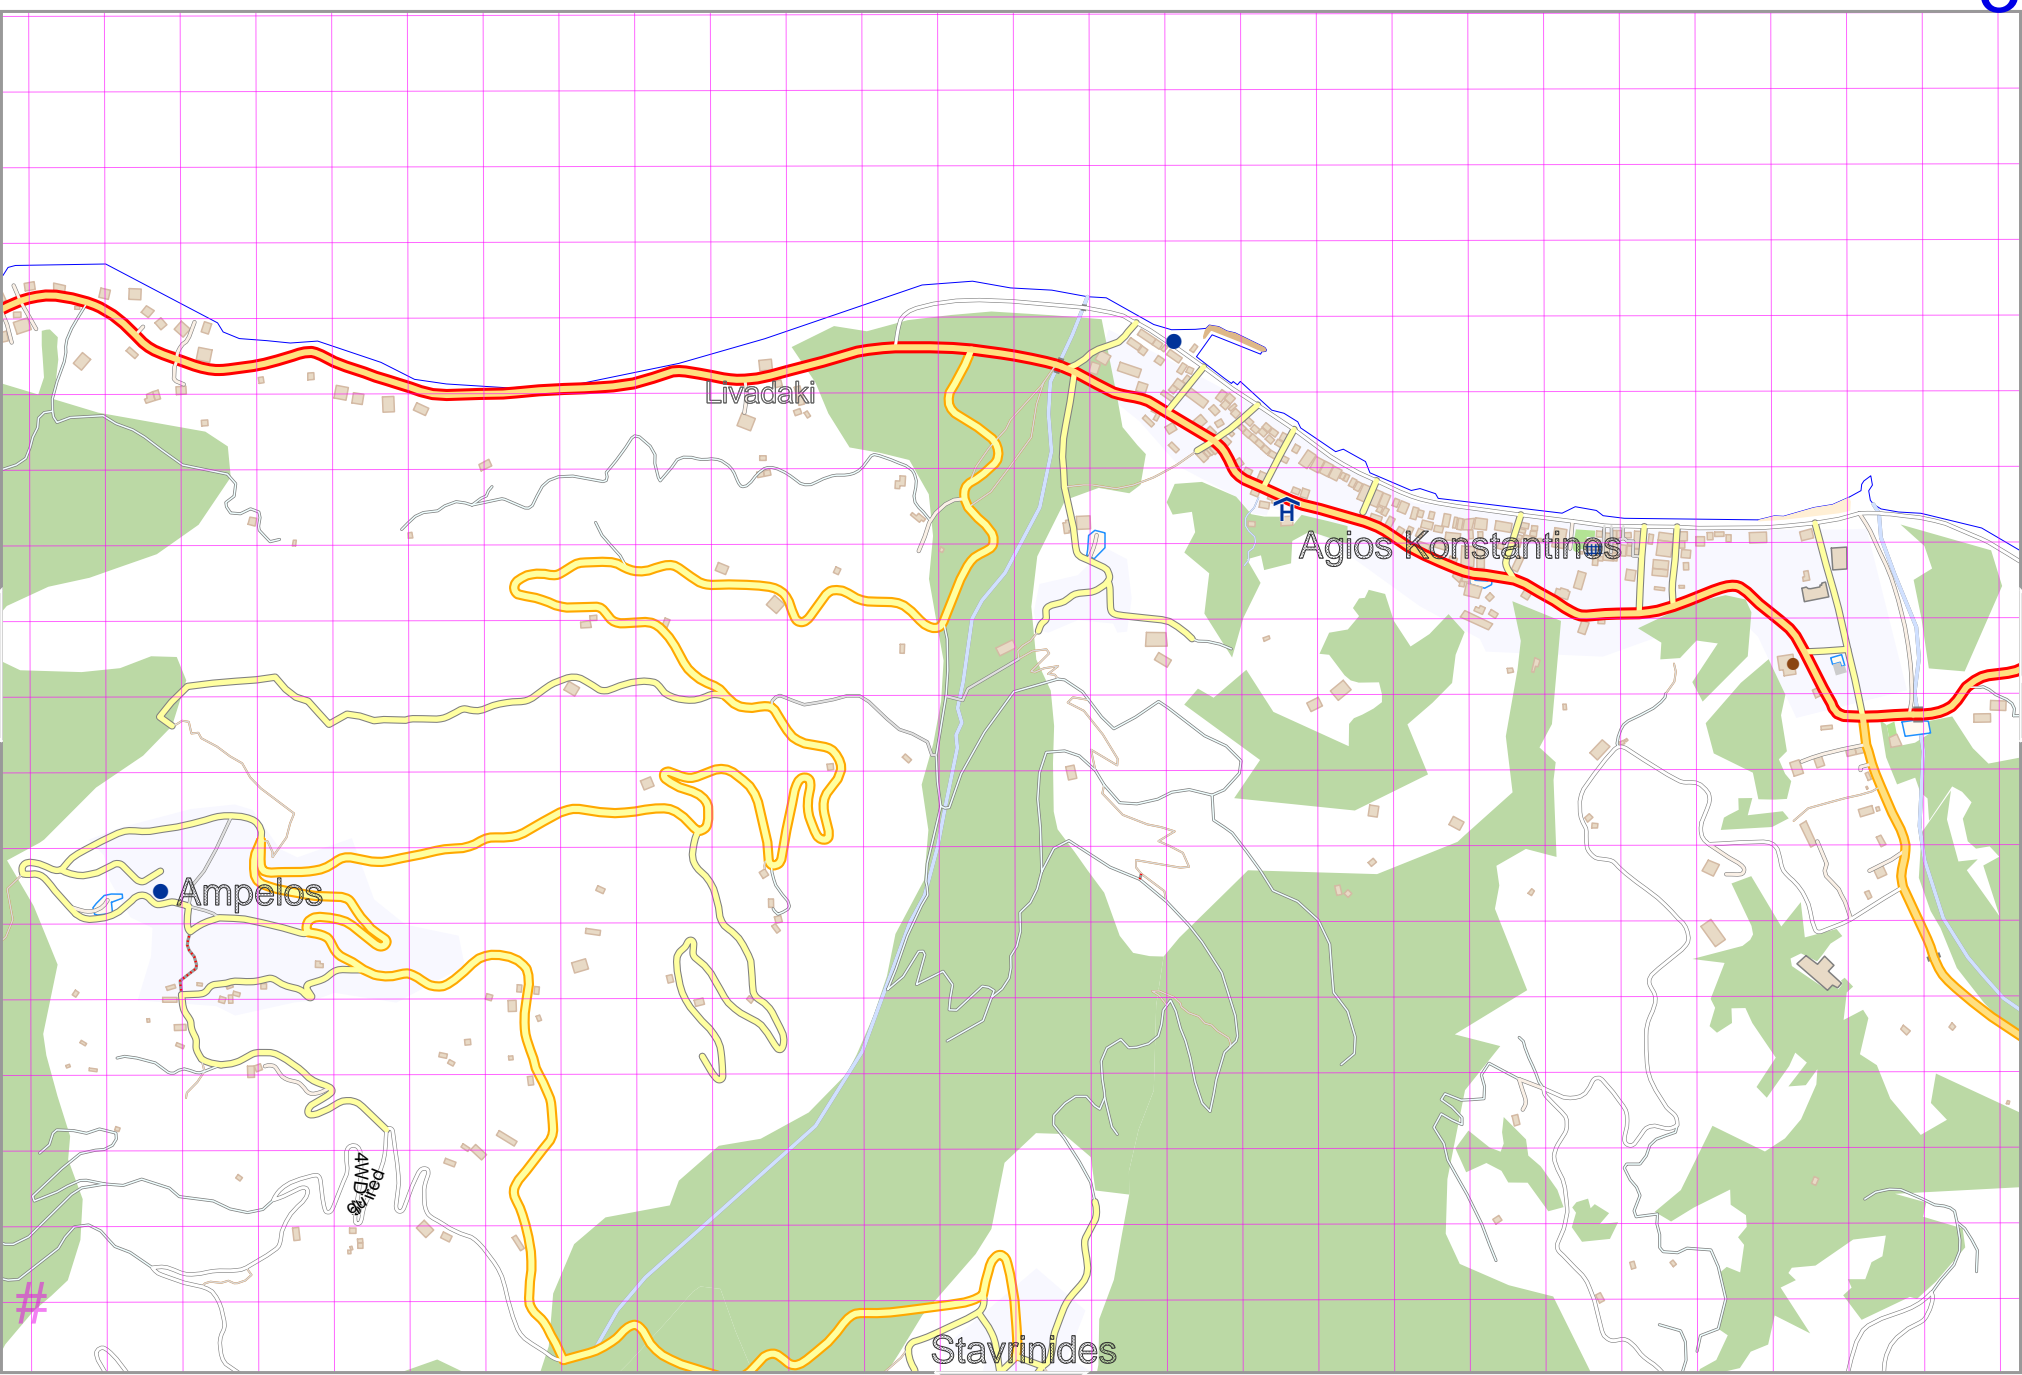 Livadaki
H
Agios Konstantinos
Ampelos
4WD &
#
Stavrinides